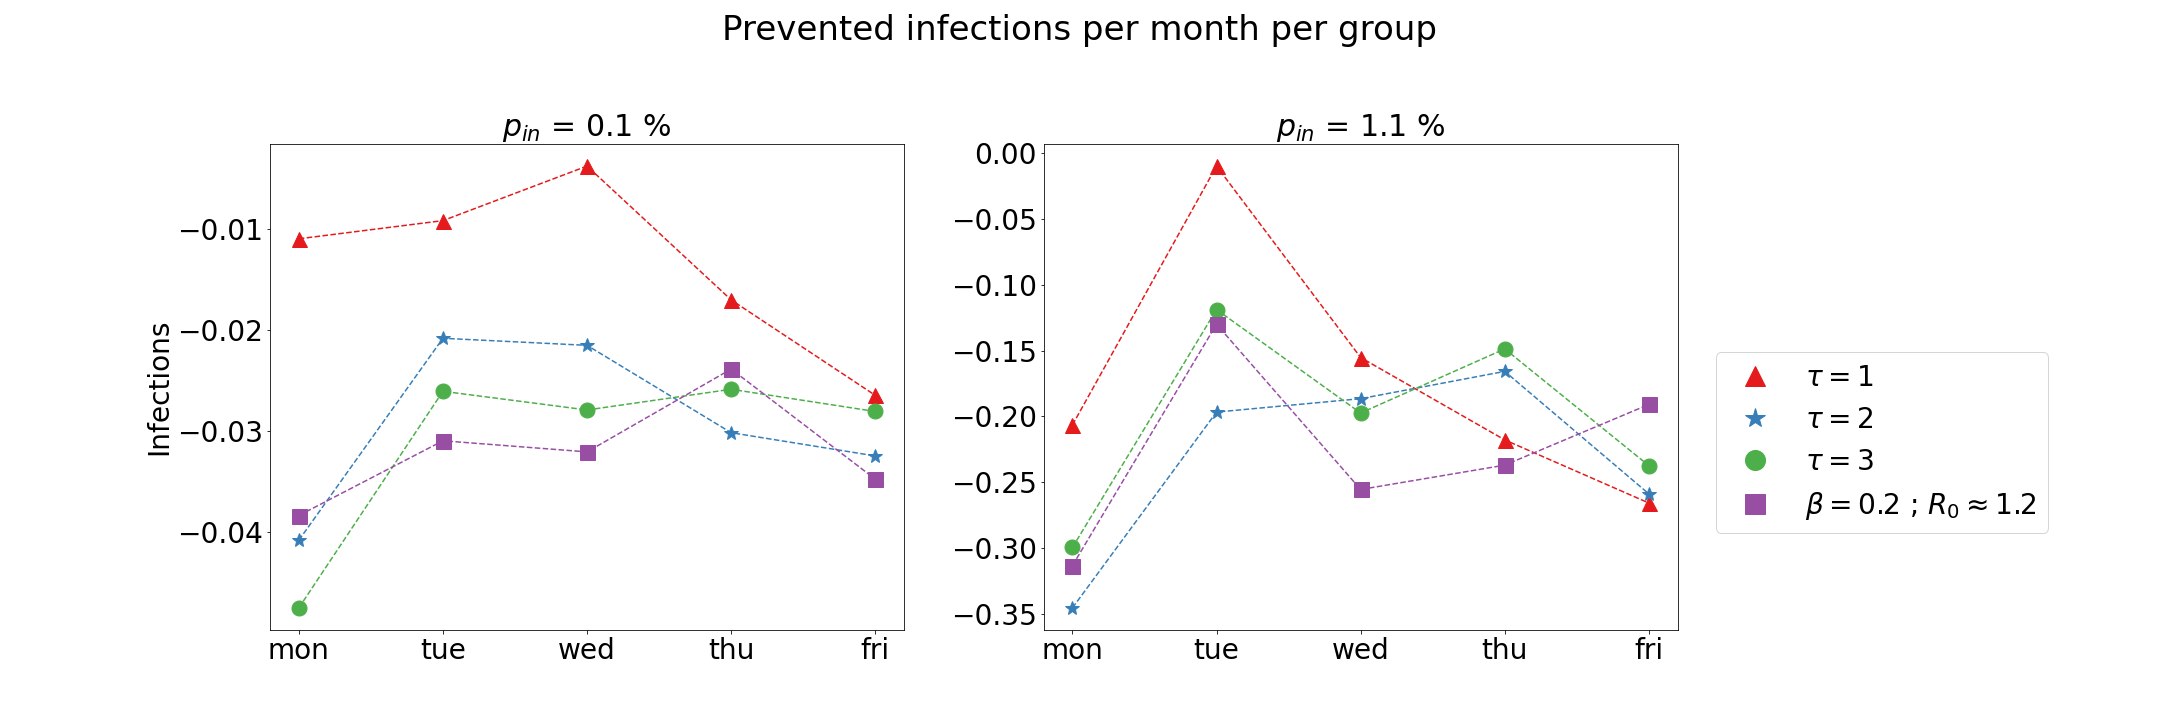 Prevented infections per month per group
p_in = 0.1 %
p_in = 1.1 %
Infections
−0.01
−0.02
−0.03
−0.04
mon tue wed thu fri
0.00
−0.05
−0.10
−0.15
−0.20
−0.25
−0.30
−0.35
mon tue wed thu fri
τ = 1
τ = 2
τ = 3
β = 0.2 ; R₀ ≈ 1.2